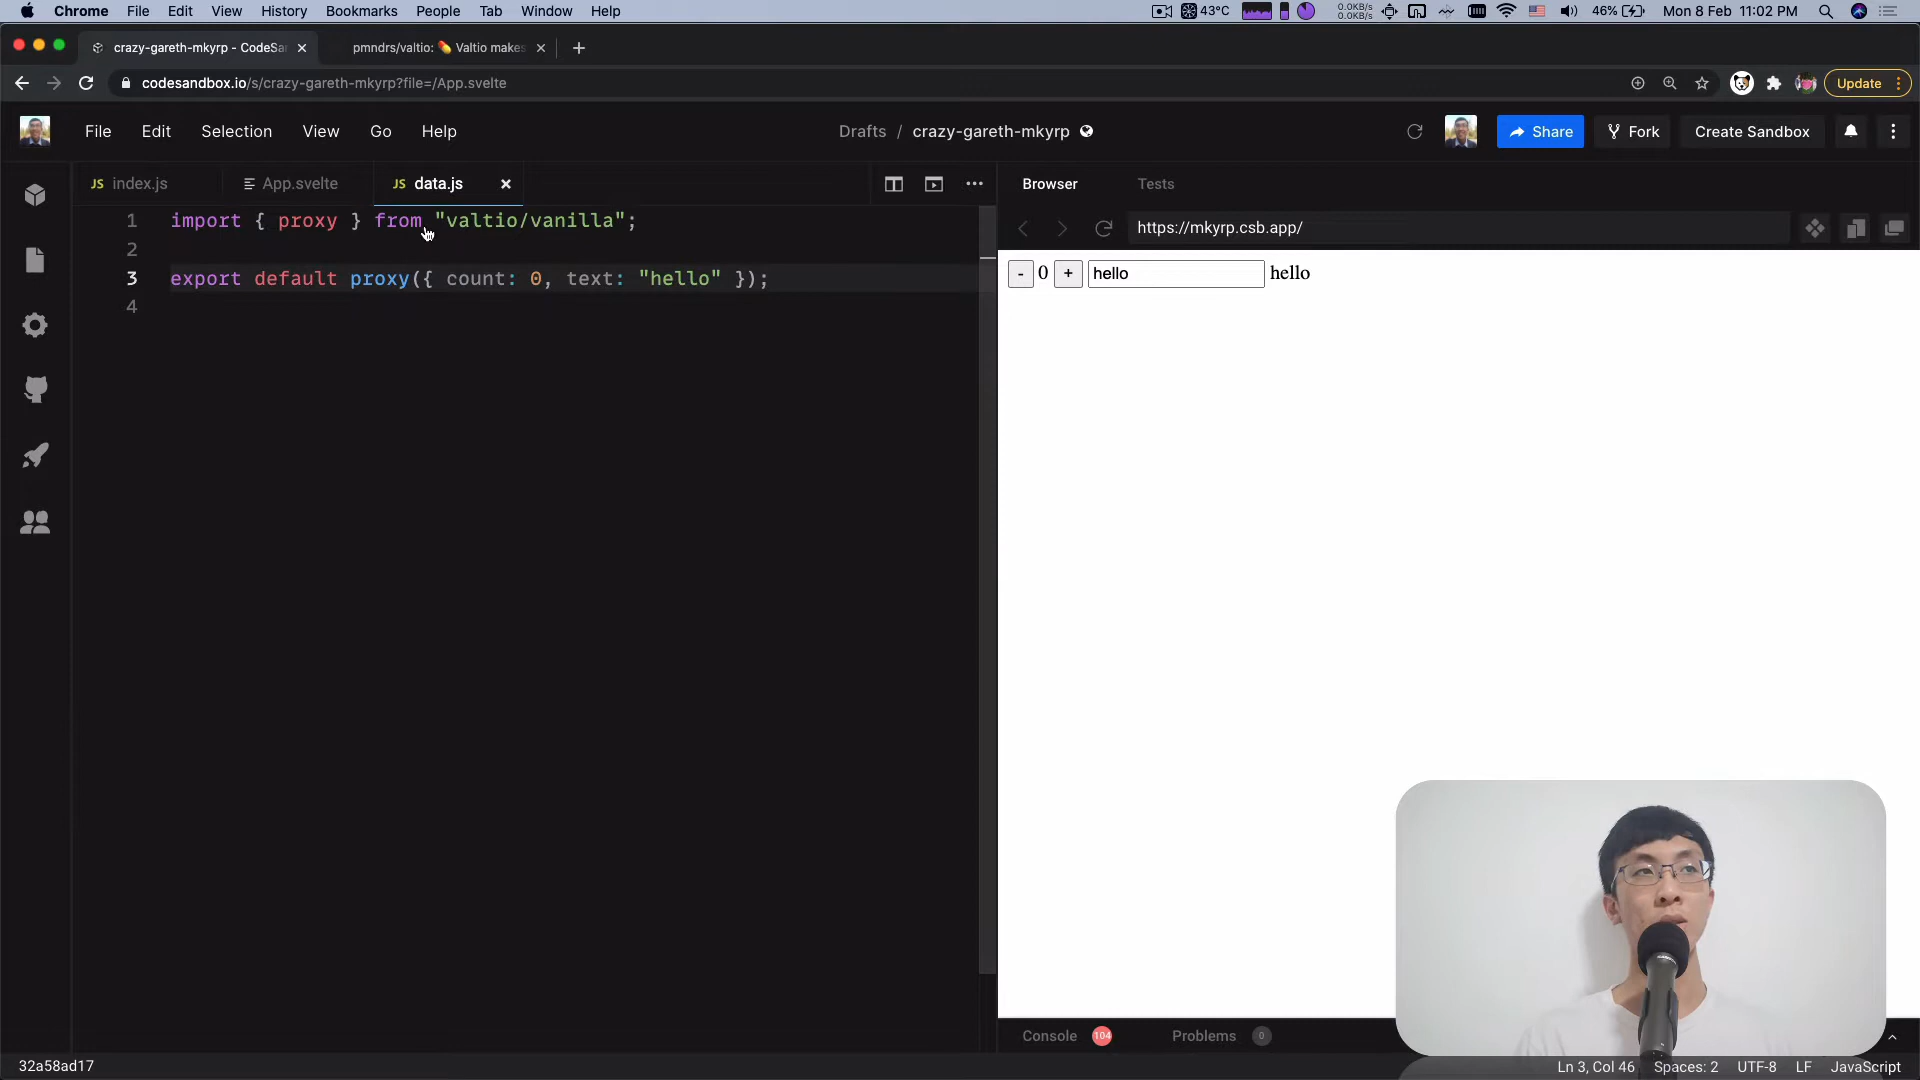 Chrome File Edit View History Bookmarks People Tab Window Help
43°C 0.0KB/s 0.0KB/s 46% Mon 8 Feb 11:02 PM
crazy-gareth-mkyrp - CodeSan pmndrs/valtio: 💊 Valtio makes
codesandbox.io/s/crazy-gareth-mkyrp?file=/App.svelte Update
File Edit Selection View Go Help Drafts / crazy-gareth-mkyrp Share Fork Create Sandbox
JS index.js App.svelte JS data.js Browser Tests
https://mkyrp.csb.app/
1 import { proxy } from "valtio/vanilla";
2
3 export default proxy({ count: 0, text: "hello" });
4
- 0 + hello hello
Console 104 Problems 0
32a58ad17 Ln 3, Col 46 Spaces: 2 UTF-8 LF JavaScript